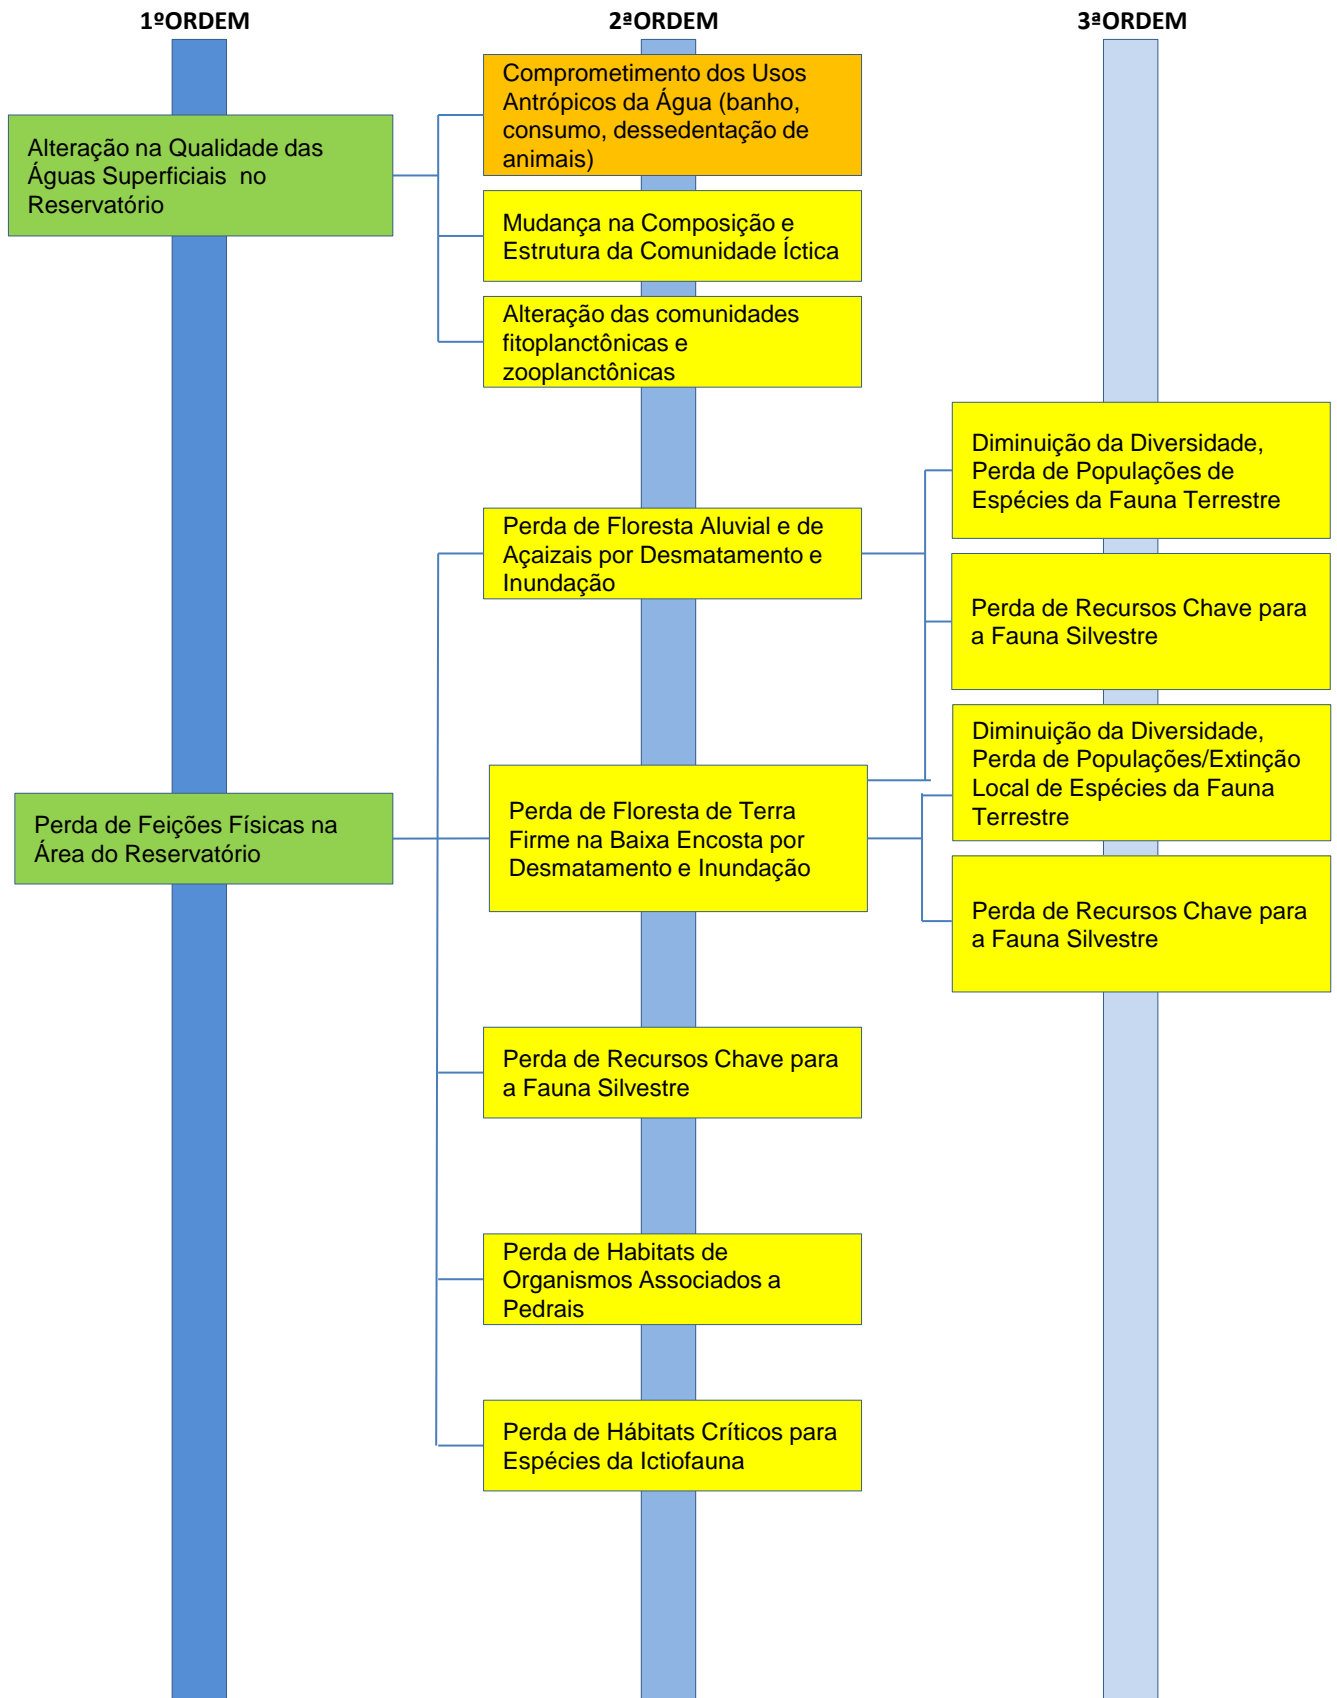 1ºORDEM
2ªORDEM
3ªORDEM
Alteração na Qualidade das
Águas Superficiais no
Reservatório
Comprometimento dos Usos
Antrópicos da Água (banho,
consumo, dessedentação de
animais)
Mudança na Composição e
Estrutura da Comunidade Íctica
Alteração das comunidades
fitoplanctônicas e
zooplanctônicas
Perda de Feições Físicas na
Área do Reservatório
Perda de Floresta Aluvial e de
Açaizais por Desmatamento e
Inundação
Perda de Floresta de Terra
Firme na Baixa Encosta por
Desmatamento e Inundação
Perda de Recursos Chave para
a Fauna Silvestre
Perda de Habitats de
Organismos Associados a
Pedrais
Perda de Hábitats Críticos para
Espécies da Ictiofauna
Diminuição da Diversidade,
Perda de Populações de
Espécies da Fauna Terrestre
Perda de Recursos Chave para
a Fauna Silvestre
Diminuição da Diversidade,
Perda de Populações/Extinção
Local de Espécies da Fauna
Terrestre
Perda de Recursos Chave para
a Fauna Silvestre